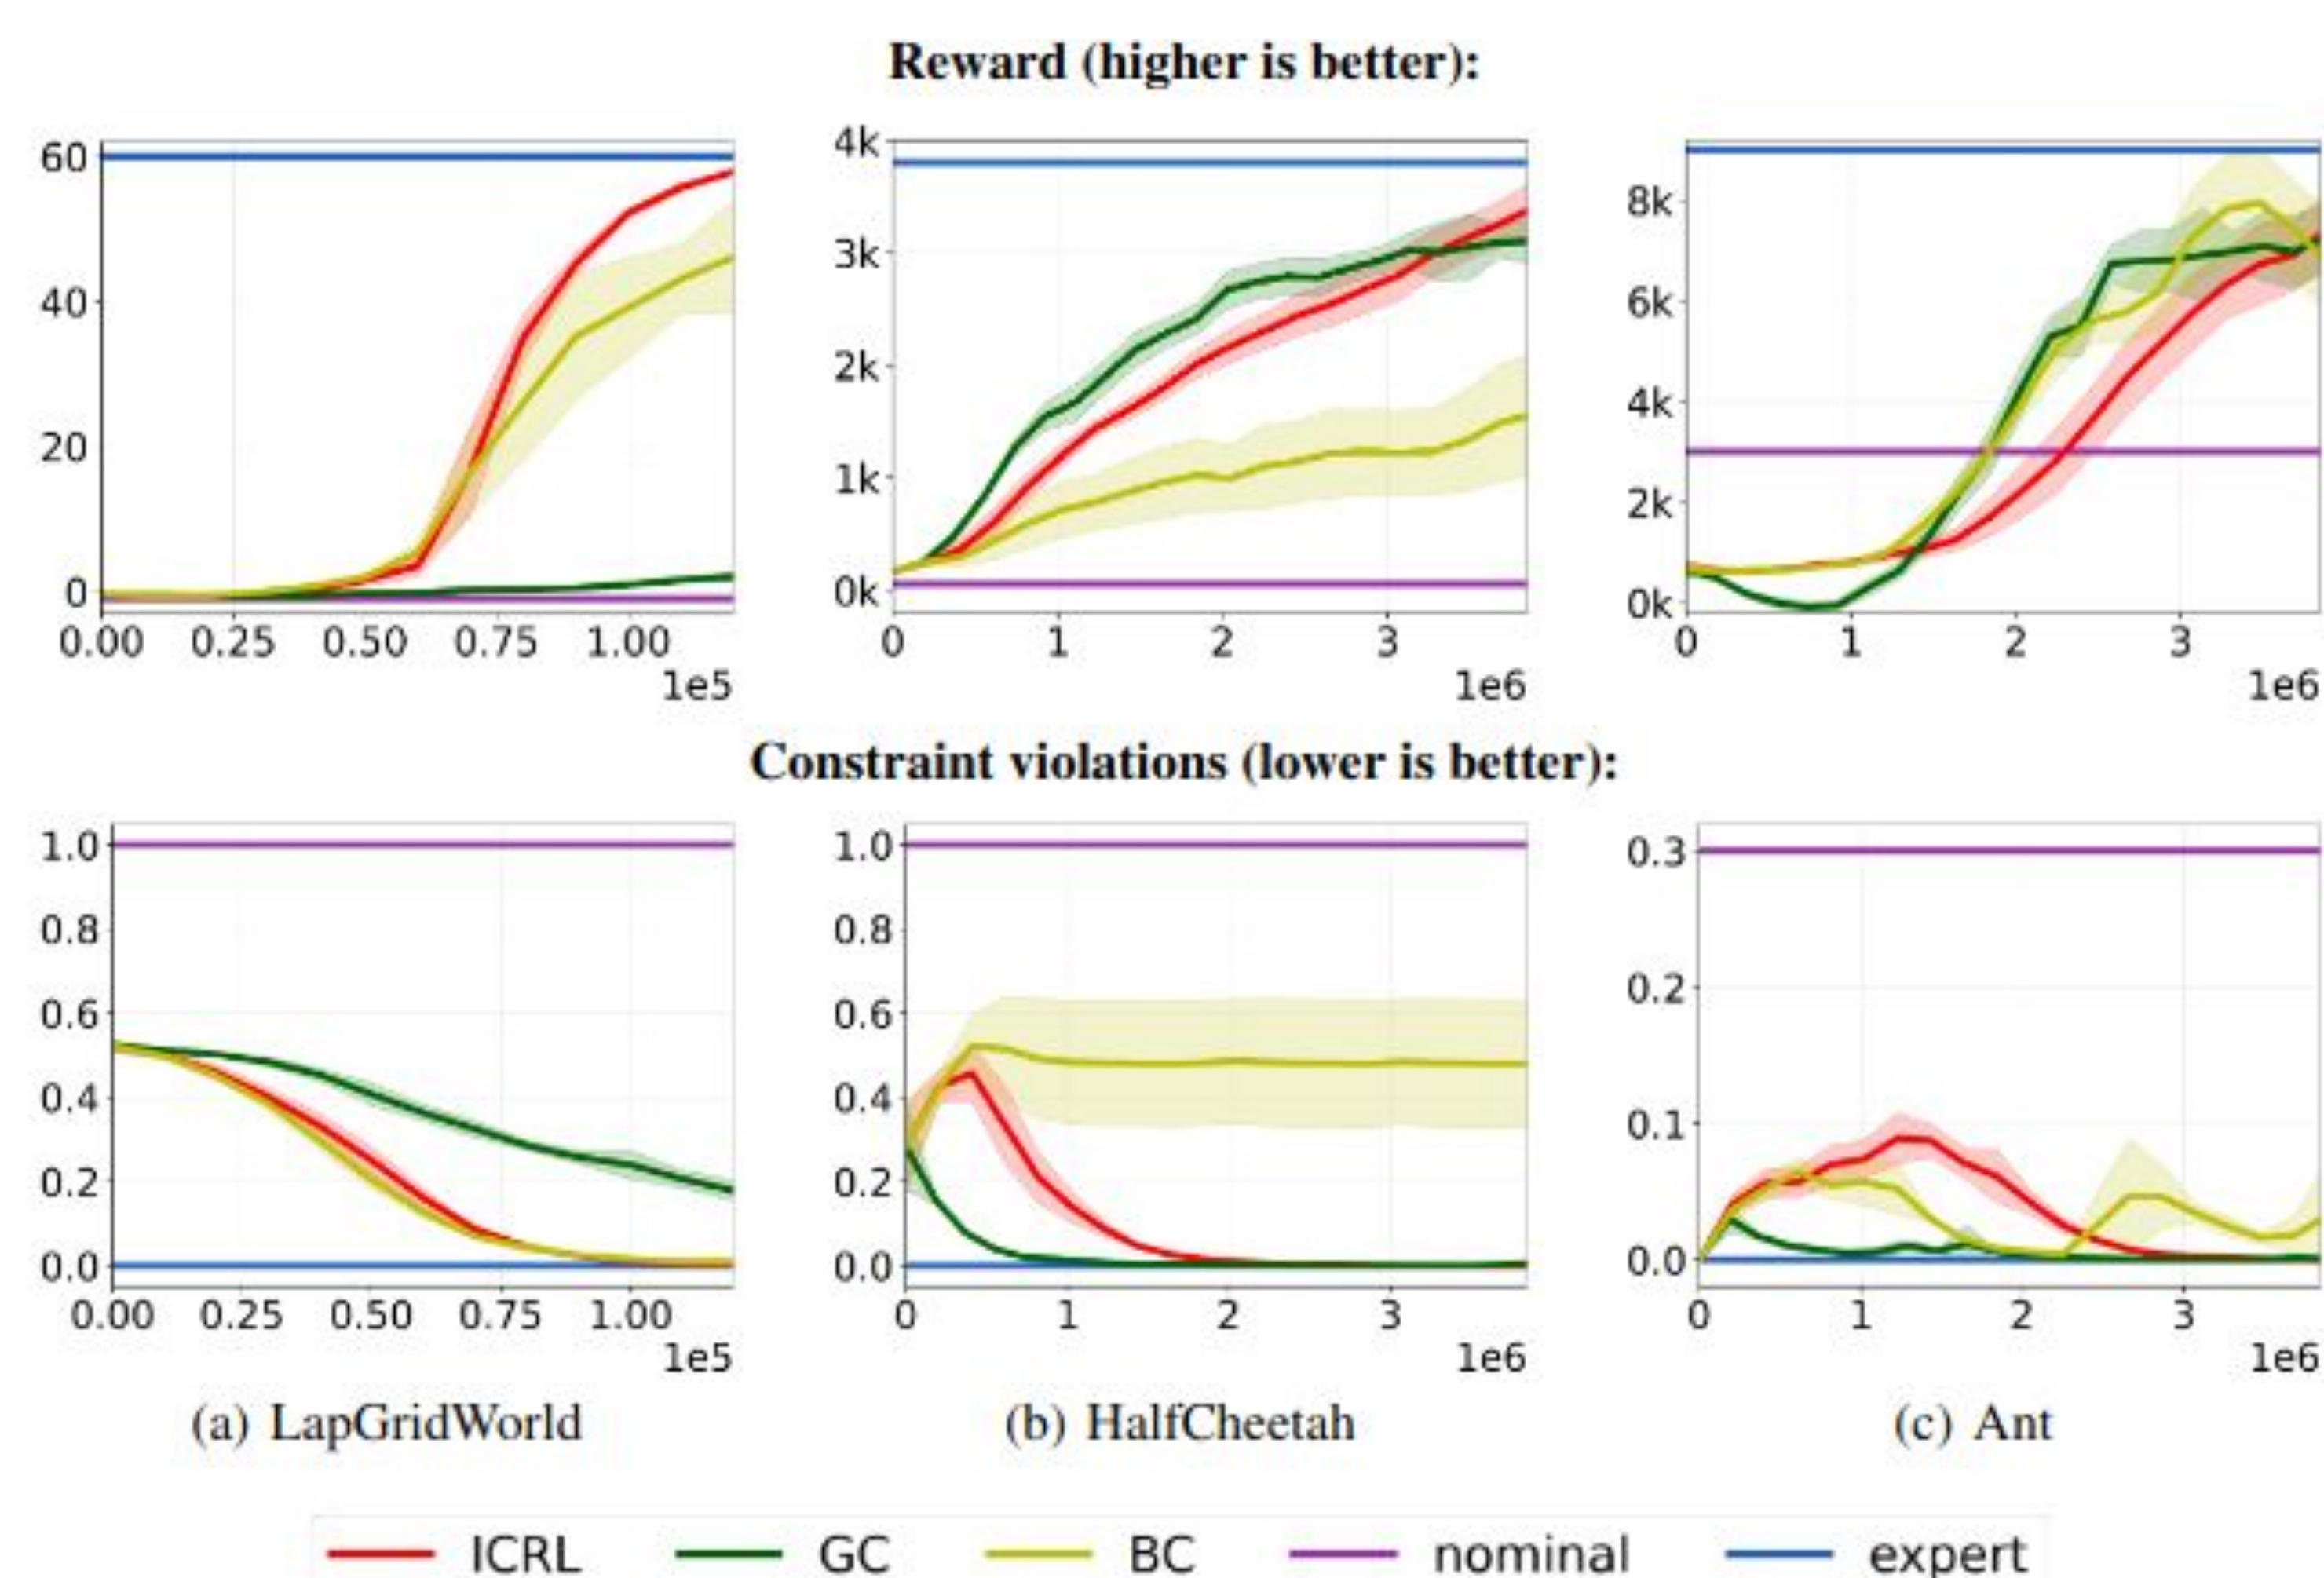 Reward (higher is better):
60
40
20
0
0.00 0.25 0.50 0.75 1.00
1e5
4k
3k
2k
1k
0k
0 1 2 3
1e6
8k
6k
4k
2k
0k
0 1 2 3
1e6
Constraint violations (lower is better):
1.0
0.8
0.6
0.4
0.2
0.0
0.00 0.25 0.50 0.75 1.00
1e5
1.0
0.8
0.6
0.4
0.2
0.0
0 1 2 3
1e6
0.3
0.2
0.1
0.0
0 1 2 3
1e6
(a) LapGridWorld
(b) HalfCheetah
(c) Ant
ICRL GC BC nominal expert